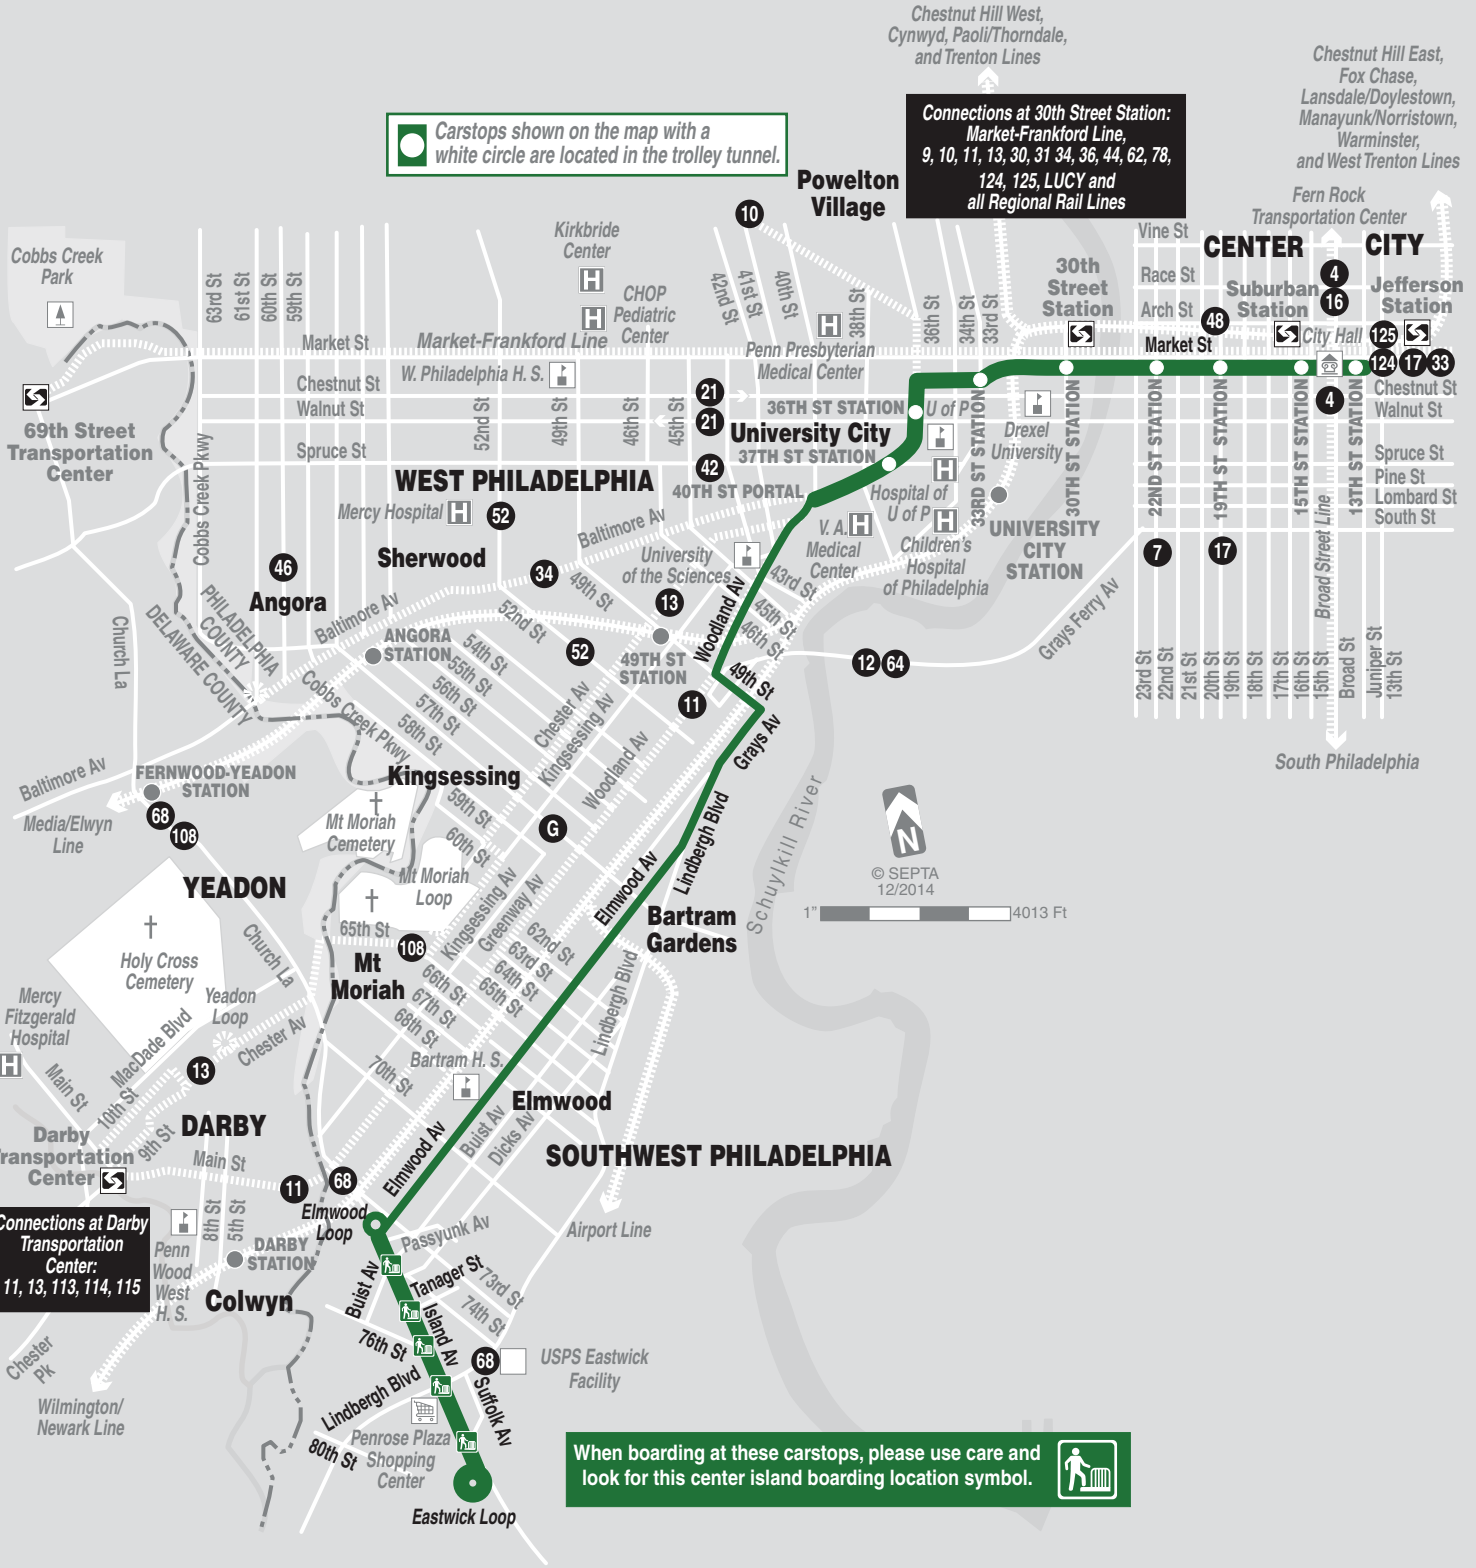 Chestnut Hill West,
Cynwyd, Paoli/Thorndale,
and Trenton Lines
Chestnut Hill East,
Fox Chase,
Lansdale/Doylestown,
Manayunk/Norristown,
Warminster,
and West Trenton Lines
Connections at 30th Street Station:
Market-Frankford Line,
9, 10, 11, 13, 30, 31 34, 36, 44, 62, 78,
124, 125, LUCY and
all Regional Rail Lines
Carstops shown on the map with a
white circle are located in the trolley tunnel.
Powelton
Village
Fern Rock
Transportation Center
10
Kirkbride
Center
H
Cobbs Creek
Park
Vine St
CENTER CITY
Race St
Arch St
30th
Street
Station
Suburban
Station
Jefferson
Station
4
16
48
City Hall
125
124
17
33
4
63rd St
61st St
60th St
59th St
CHOP
Pediatric
Center
H
42nd St
41st St
40th St
38th St
36th St
34th St
33rd St
H
Market St
Market-Frankford Line
Penn Presbyterian
Medical Center
Market St
W. Philadelphia H. S.
Chestnut St
Walnut St
Spruce St
52nd St
49th St
46th St
45th St
21
21
42
36TH ST STATION
U of P
University City
37TH ST STATION
40TH ST PORTAL
Drexel
University
33RD ST STATION
30TH ST STATION
22ND ST STATION
19TH ST STATION
15TH ST STATION
13TH ST STATION
Chestnut St
Walnut St
Spruce St
Pine St
Lombard St
South St
69th Street
Transportation
Center
Cobbs Creek Pkwy
WEST PHILADELPHIA
Mercy Hospital
H
52
Baltimore Av
H
Hospital of
U of P
H
V. A.
Medical
Center
H
Children's
Hospital
of Philadelphia
UNIVERSITY
CITY
STATION
University
of the Sciences
Sherwood
46
Angora
34
49th St
13
43rd St
45th St
46th St
Woodland Av
7
17
Broad Street Line
Grays Ferry Av
Church La
PHILADELPHIA
COUNTY
DELAWARE COUNTY
Baltimore Av
ANGORA
STATION
52nd St
54th St
55th St
56th St
57th St
58th St
52
49TH ST
STATION
49th St
11
12
64
23rd St
22nd St
21st St
20th St
19th St
18th St
17th St
16th St
15th St
Broad St
Juniper St
13th St
South Philadelphia
Cobbs Creek Pkwy
Chester Av
Kingsessing Av
Woodland Av
Grays Av
Baltimore Av
FERNWOOD-YEADON
STATION
Kingsessing
Media/Elwyn
Line
68
108
Mt Moriah
Cemetery
59th St
60th St
G
Lindbergh Blvd
Schuylkill River
N
© SEPTA
12/2014
1"
4013 Ft
YEADON
Mt Moriah
Loop
Elmwood Av
Bartram
Gardens
65th St
108
Mt
Moriah
Kingsessing Av
Greenway Av
62nd St
63rd St
64th St
65th St
66th St
67th St
68th St
70th St
Holy Cross
Cemetery
Church La
Lindbergh Blvd
Mercy
Fitzgerald
Hospital
H
Yeadon
Loop
MacDade Blvd
Chester Av
13
Main St
10th St
9th St
Bartram H. S.
Elmwood
Buist Av
Dicks Av
DARBY
Darby
Transportation
Center
Main St
SOUTHWEST PHILADELPHIA
Elmwood Av
11
68
Elmwood
Loop
8th St
5th St
Connections at Darby
Transportation
Center:
11, 13, 113, 114, 115
Penn
Wood
West
H. S.
DARBY
STATION
Colwyn
Passyunk Av
Airport Line
Buist Av
Tanager St
73rd St
74th St
Island Av
76th St
68
USPS Eastwick
Facility
Chester
Pk
Wilmington/
Newark Line
Lindbergh Blvd
Suffolk Av
80th St
Penrose Plaza
Shopping
Center
Eastwick Loop
When boarding at these carstops, please use care and
look for this center island boarding location symbol.